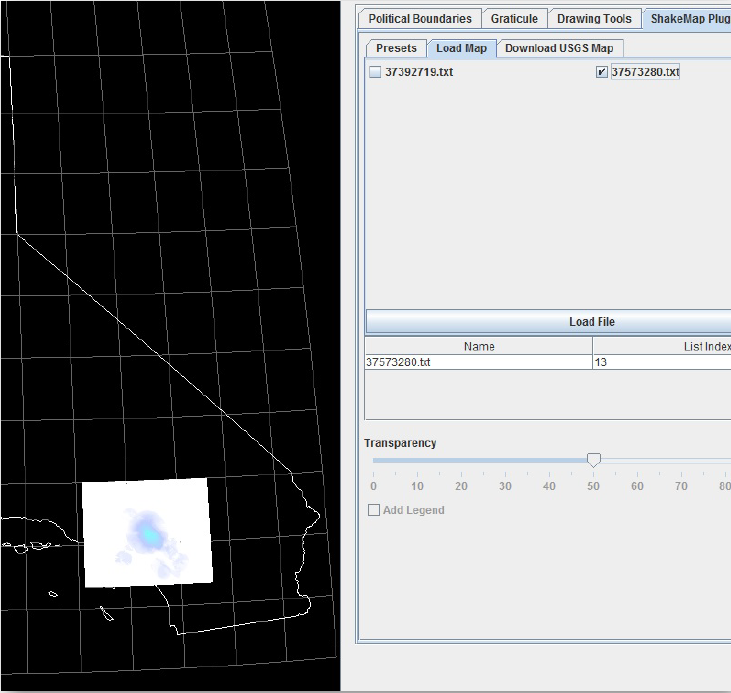 Political Boundaries Graticule Drawing Tools ShakeMap Plug
Presets Load Map Download USGS Map
37392719.txt 37573280.txt
Load File
Name List Index
37573280.txt 13
Transparency
0 10 20 30 40 50 60 70 80
Add Legend